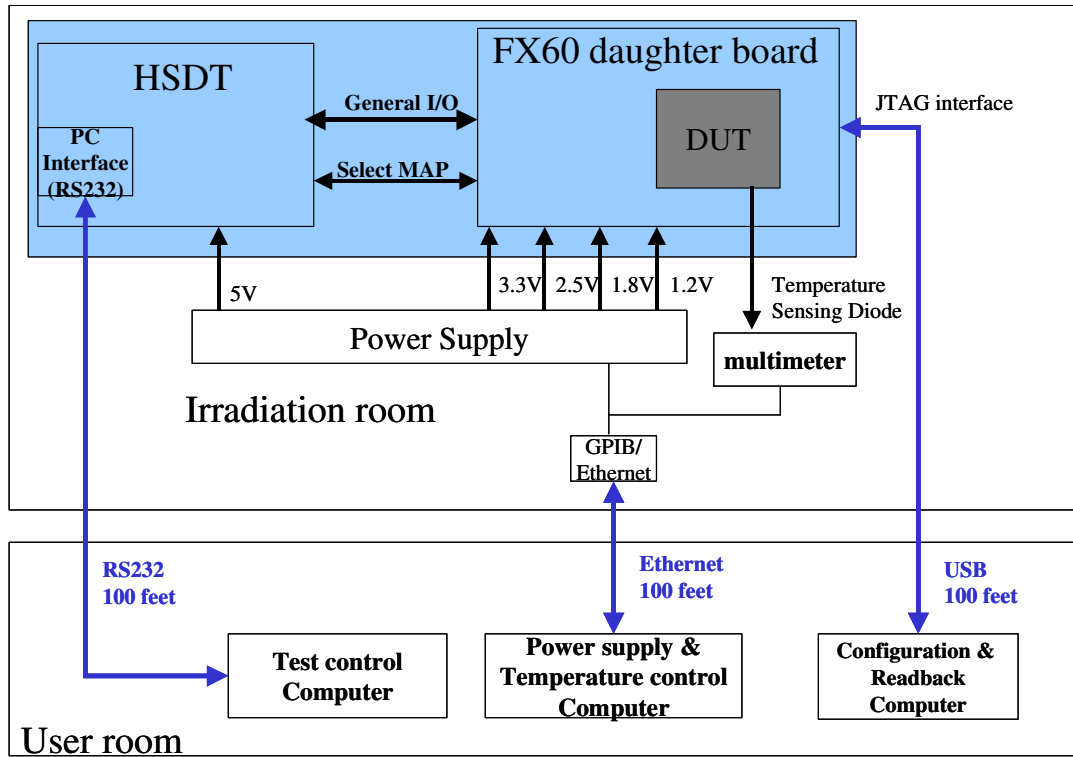 HSDT
FX60 daughter board
General I/O
JTAG interface
PC
Interface
(RS232)
DUT
Select MAP
5V
3.3V
2.5V
1.8V
1.2V
Temperature
Sensing Diode
Power Supply
multimeter
Irradiation room
GPIB/
Ethernet
RS232
100 feet
Ethernet
100 feet
USB
100 feet
Test control
Computer
Power supply &
Temperature control
Computer
Configuration &
Readback
Computer
User room